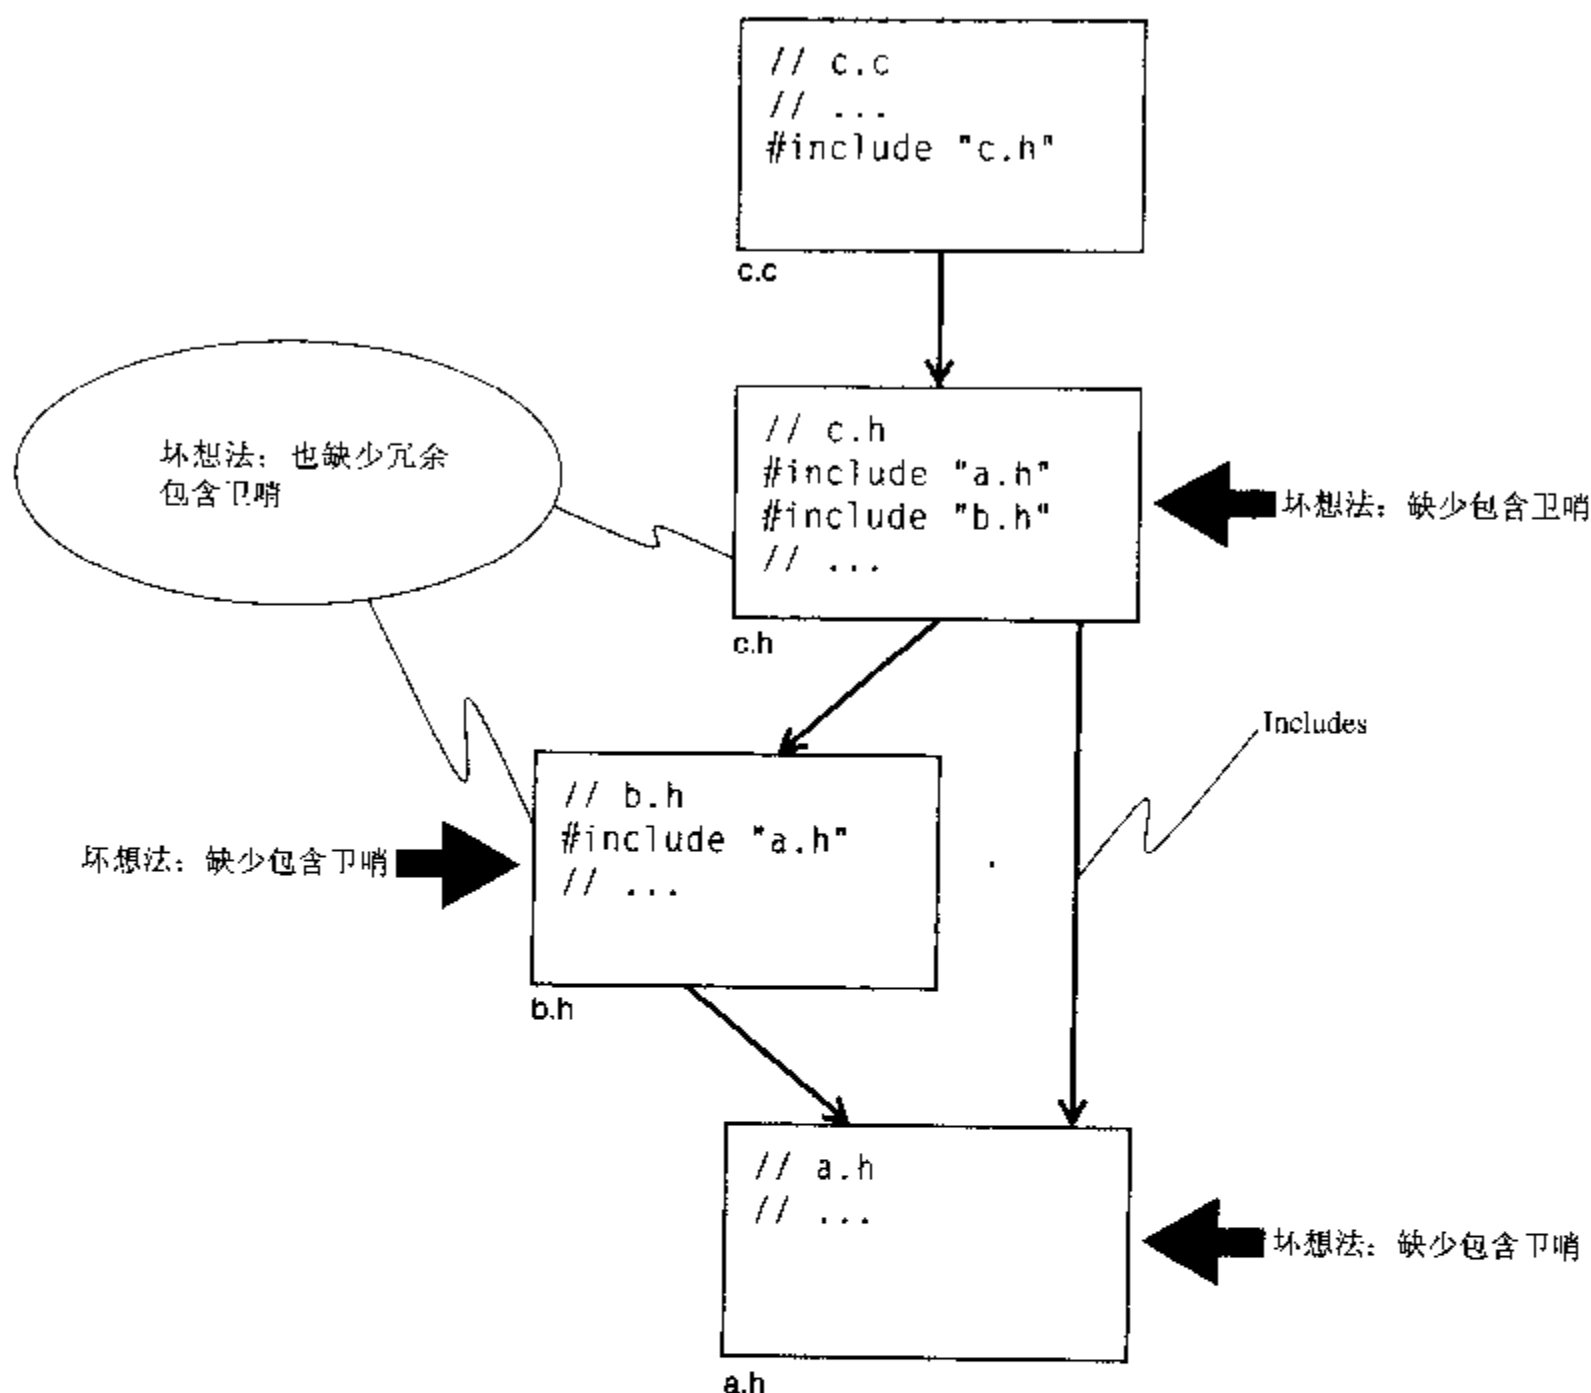 // c.c
// ...
#include "c.h"
c.c
坏想法：也缺少冗余
包含卫哨
// c.h
#include "a.h"
#include "b.h"
// ...
坏想法：缺少包含卫哨
c.h
Includes
// b.h
#include "a.h"
// ...
坏想法：缺少包含卫哨
b.h
// a.h
// ...
坏想法：缺少包含卫哨
a.h